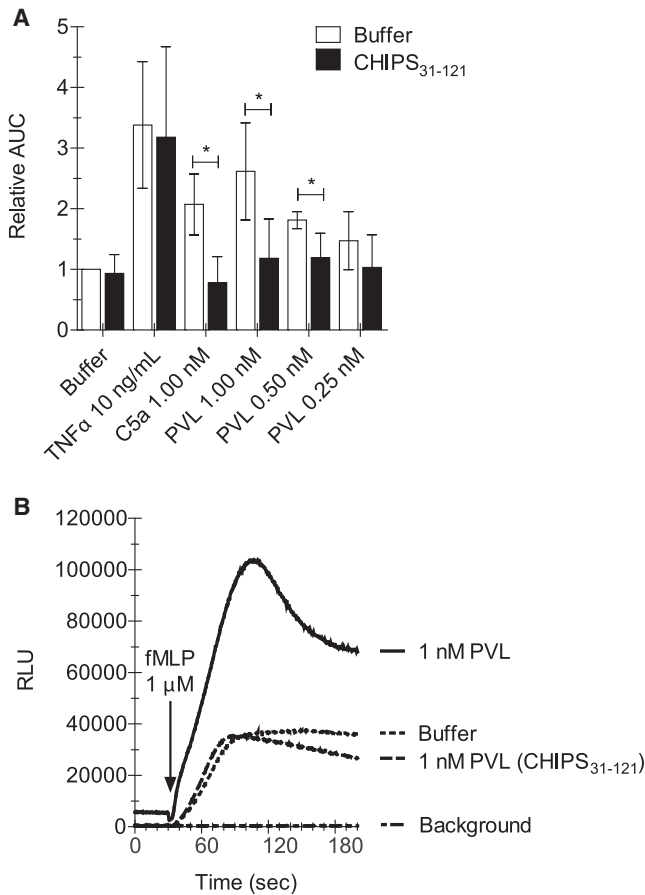 A
Relative AUC
5
4
3
2
1
0
Buffer
CHIPS31-121
*
*
*
Buffer
TNFα 10 ng/mL
C5a 1.00 nM
PVL 1.00 nM
PVL 0.50 nM
PVL 0.25 nM
B
RLU
120000
100000
80000
60000
40000
20000
0
fMLP
1 µM
1 nM PVL
Buffer
1 nM PVL (CHIPS31-121)
Background
0
60
120
180
Time (sec)